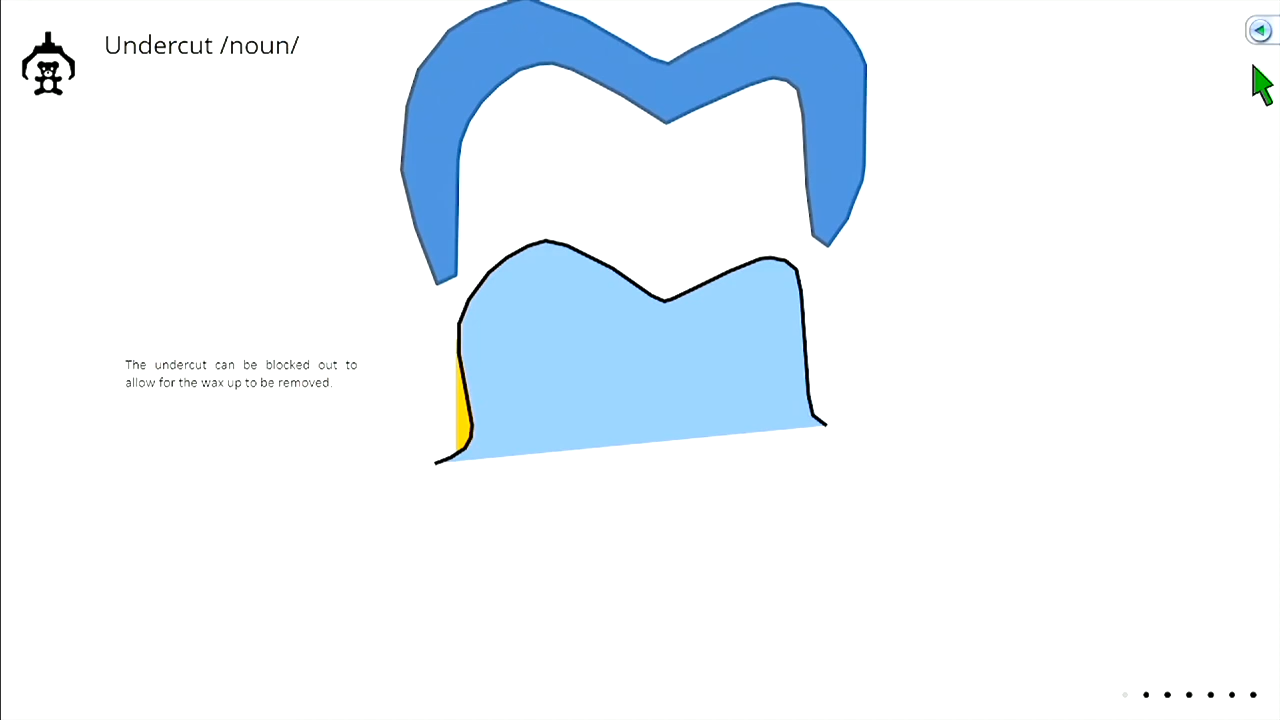 Undercut /noun/
The undercut can be blocked out to
allow for the wax up to be removed.